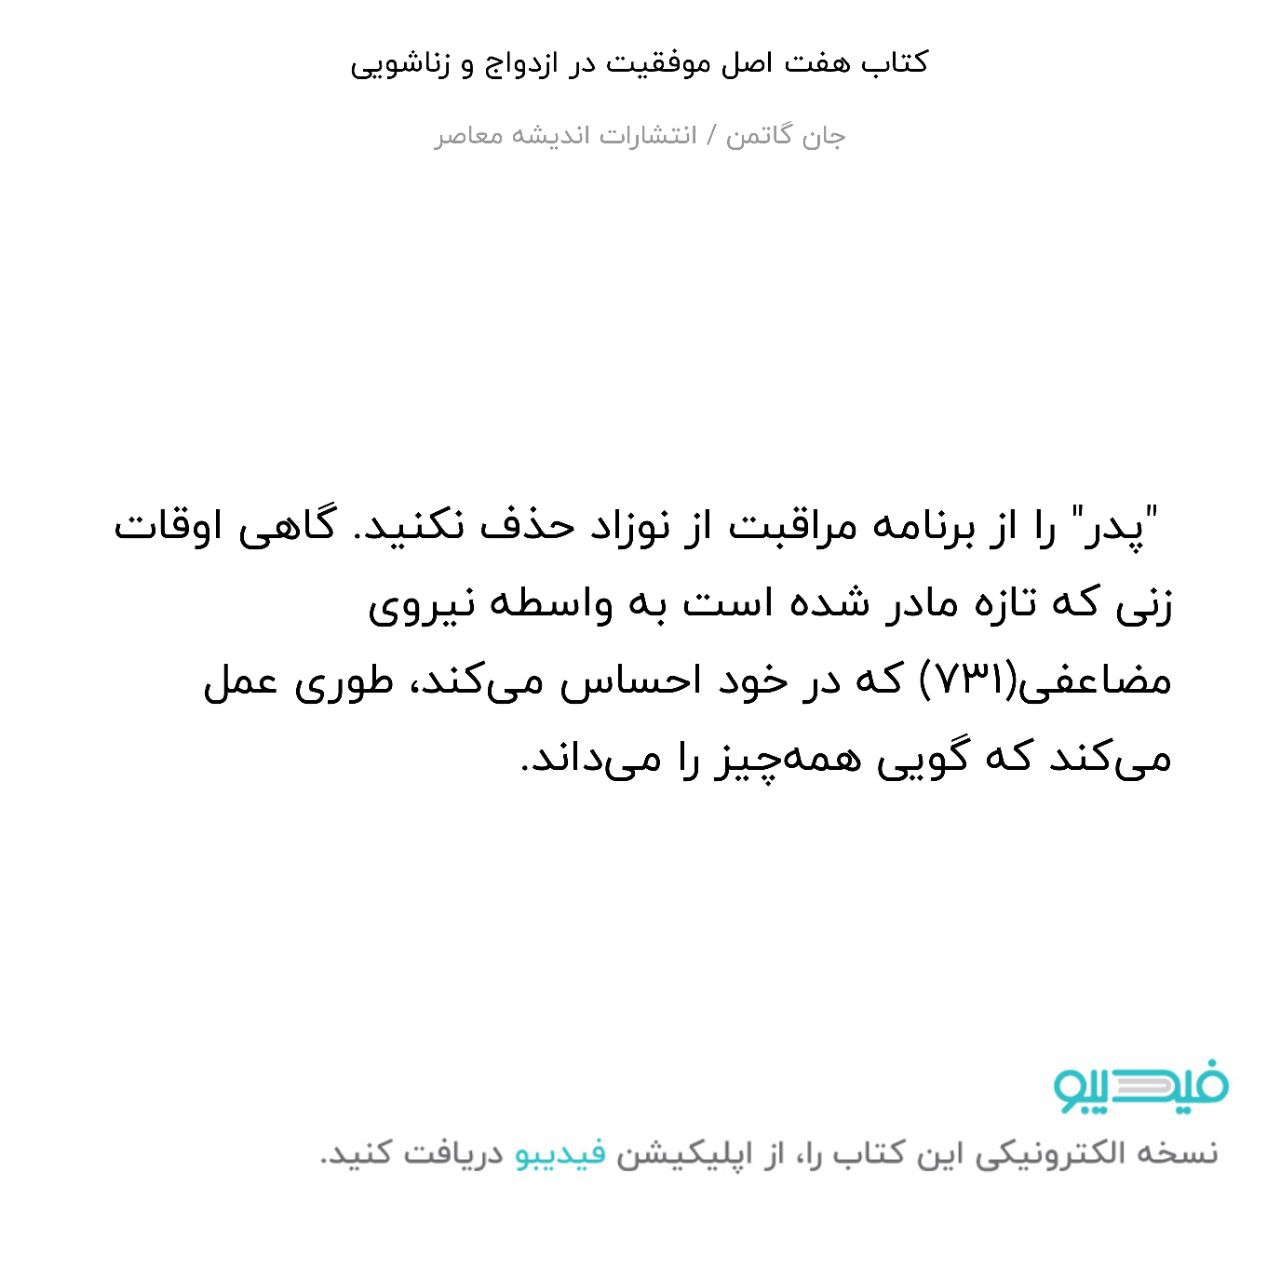 کتاب هفت اصل موفقیت در ازدواج و زناشویی
جان گاتمن / انتشارات اندیشه معاصر
"پدر" را از برنامه مراقبت از نوزاد حذف نکنید. گاهی اوقات
زنی که تازه مادر شده است به واسطه نیروی
مضاعفی(۷۳۱) که در خود احساس می‌کند، طوری عمل
می‌کند که گویی همه‌چیز را می‌داند.
فیدیبو
نسخه الکترونیکی این کتاب را، از اپلیکیشن فیدیبو دریافت کنید.